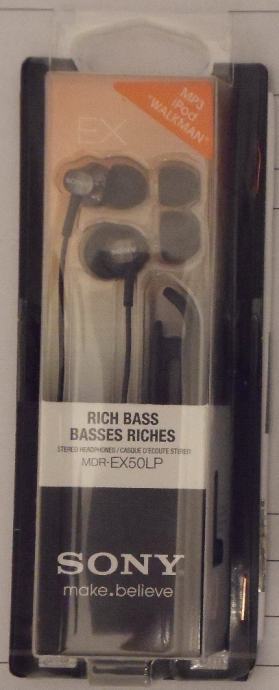 MP3
iPod
"WALKMAN"
EX
RICH BASS
BASSES RICHES
STEREO HEADPHONES / CASQUE D'ÉCOUTE STÉRÉO
MDR-EX50LP
SONY
make.believe